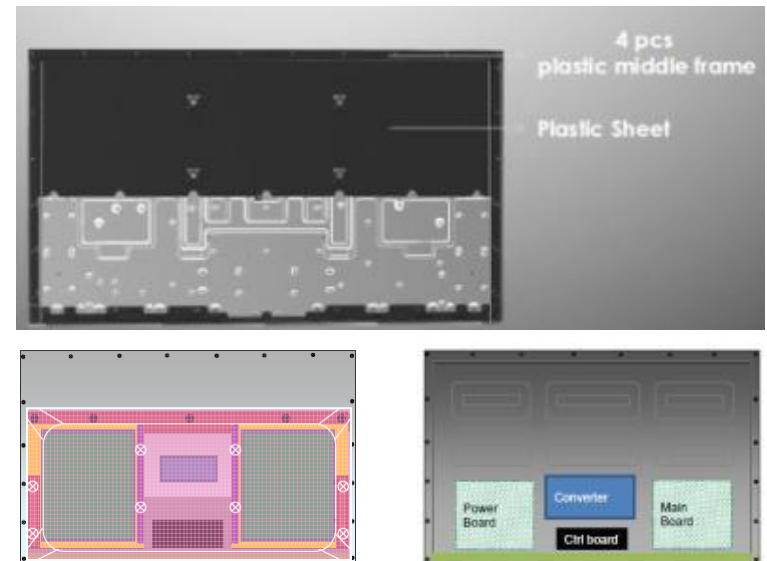 4 pcs
plastic middle frame
Plastic Sheet
Power
Board
Converter
Main
Board
Ctrl board